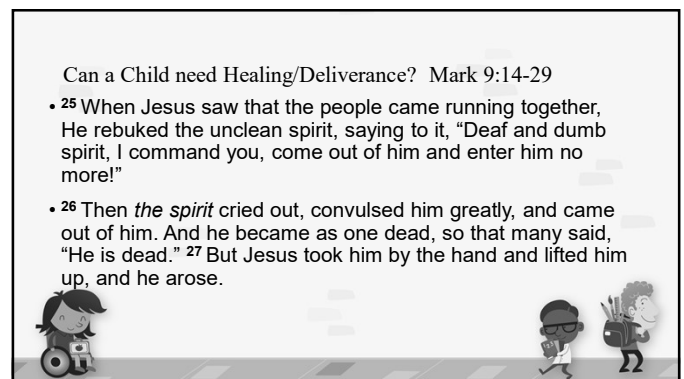 Can a Child need Healing/Deliverance?  Mark 9:14-29
• 25 When Jesus saw that the people came running together,
He rebuked the unclean spirit, saying to it, “Deaf and dumb
spirit, I command you, come out of him and enter him no
more!”
• 26 Then the spirit cried out, convulsed him greatly, and came
out of him. And he became as one dead, so that many said,
“He is dead.” 27 But Jesus took him by the hand and lifted him
up, and he arose.